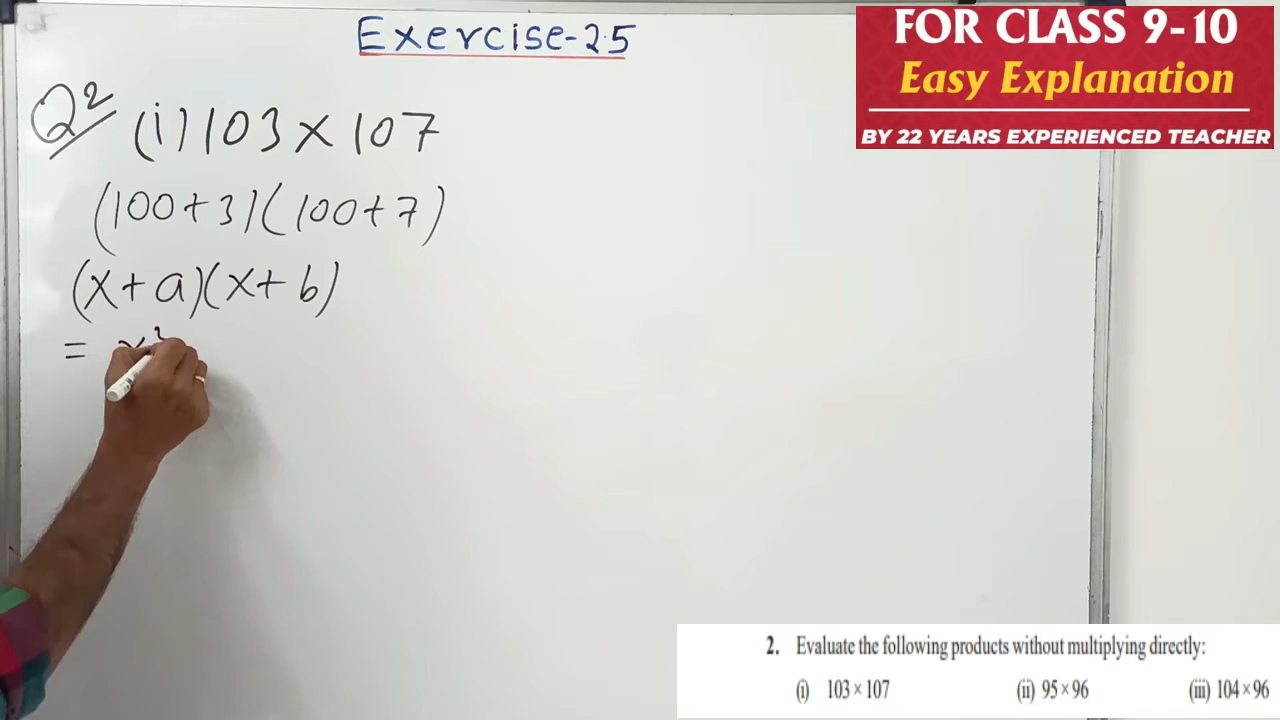 Exercise-2.5
FOR CLASS 9-10
Easy Explanation
BY 22 YEARS EXPERIENCED TEACHER
Q2 (i) 103 × 107
(100+3)(100+7)
(x+a)(x+b)
= x²
2. Evaluate the following products without multiplying directly:
(i) 103 × 107 (ii) 95 × 96 (iii) 104 × 96